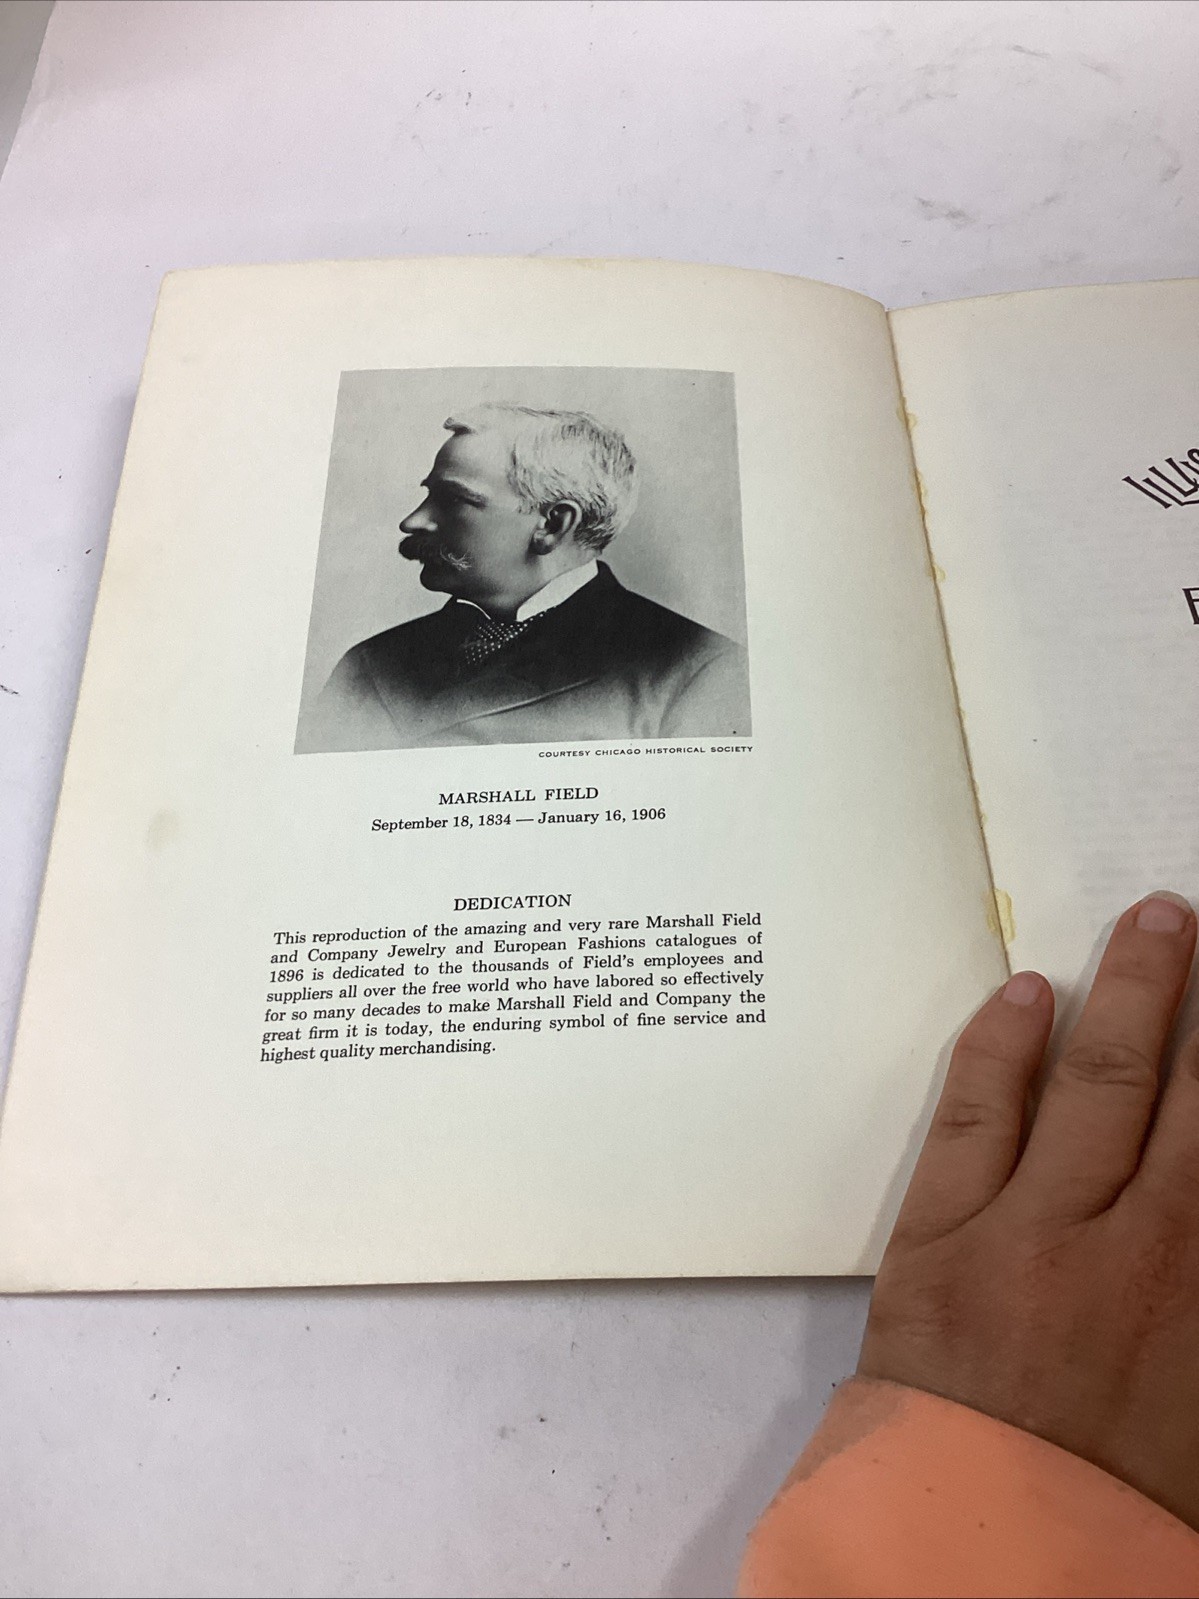 COURTESY CHICAGO HISTORICAL SOCIETY
MARSHALL FIELD
September 18, 1834 — January 16, 1906
DEDICATION
This reproduction of the amazing and very rare Marshall Field
and Company Jewelry and European Fashions catalogues of
1896 is dedicated to the thousands of Field's employees and
suppliers all over the free world who have labored so effectively
for so many decades to make Marshall Field and Company the
great firm it is today, the enduring symbol of fine service and
highest quality merchandising.